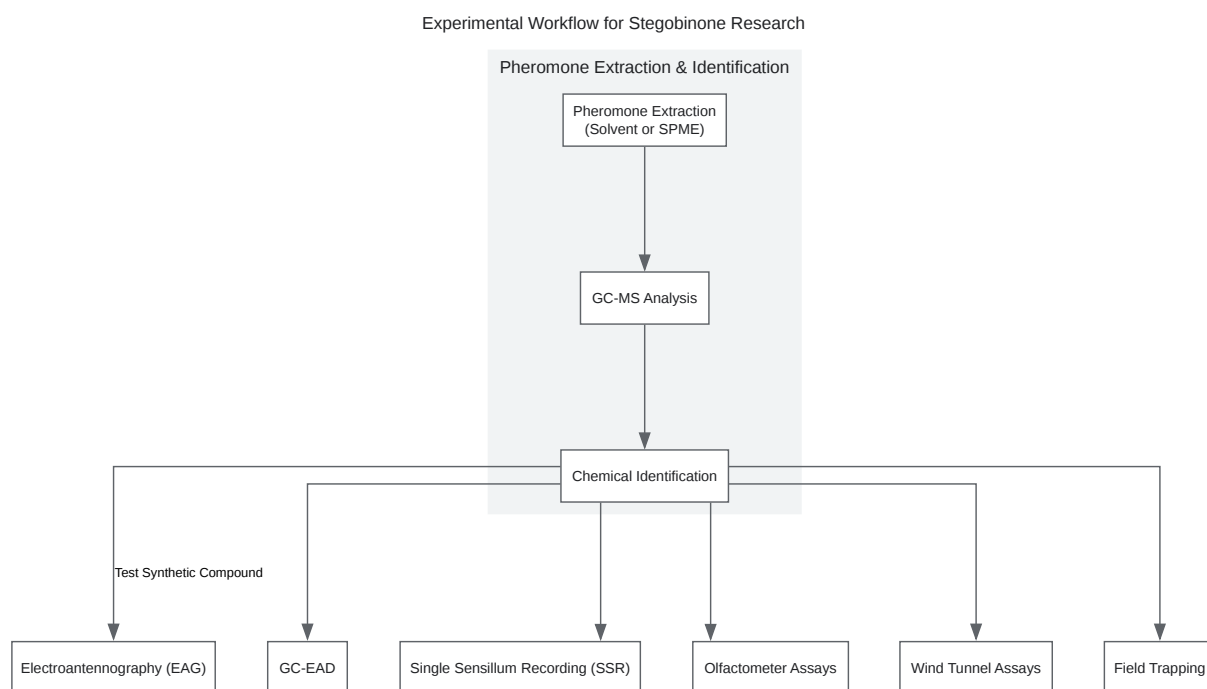 Experimental Workflow for Stegobinone Research
Pheromone Extraction & Identification
Pheromone Extraction
(Solvent or SPME)
GC-MS Analysis
Chemical Identification
Test Synthetic Compound
Electroantennography (EAG)
GC-EAD
Single Sensillum Recording (SSR)
Olfactometer Assays
Wind Tunnel Assays
Field Trapping